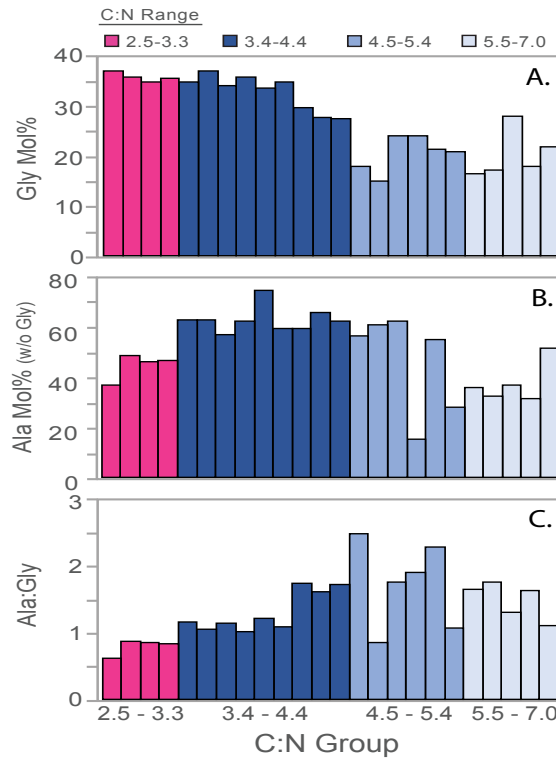 C:N Range
2.5-3.3 3.4-4.4 4.5-5.4 5.5-7.0
A.
Gly Mol%
40
30
20
10
0
B.
Ala Mol% (w/o Gly)
80
60
40
20
0
C.
Ala:Gly
3
2
1
0
2.5 - 3.3 3.4 - 4.4 4.5 - 5.4 5.5 - 7.0
C:N Group